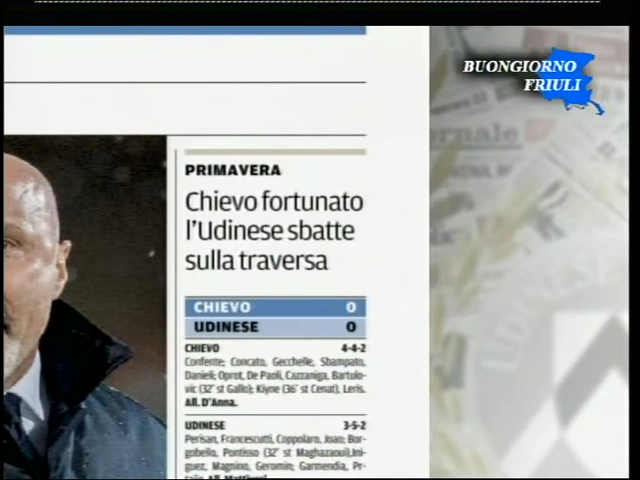 BUONGIORNO
FRIULI
PRIMAVERA
Chievo fortunato
l'Udinese sbatte
sulla traversa
CHIEVO 0
UDINESE 0
CHIEVO 4-4-2
Confente; Concato, Gecchelle, Sbampato,
Danieli; Oprot, De Paoli, Cazzaniga, Bartulo-
vic (32' st Gallo); Kiyne (36' st Cenat), Leris.
All. D'Anna.
UDINESE 3-5-2
Perisan, Francescutti, Coppolaro, Joao; Bor-
gobello, Pontisso (32' st Maghazaoui),Ini-
guez, Magnino, Geromin; Garmendia, Pr-